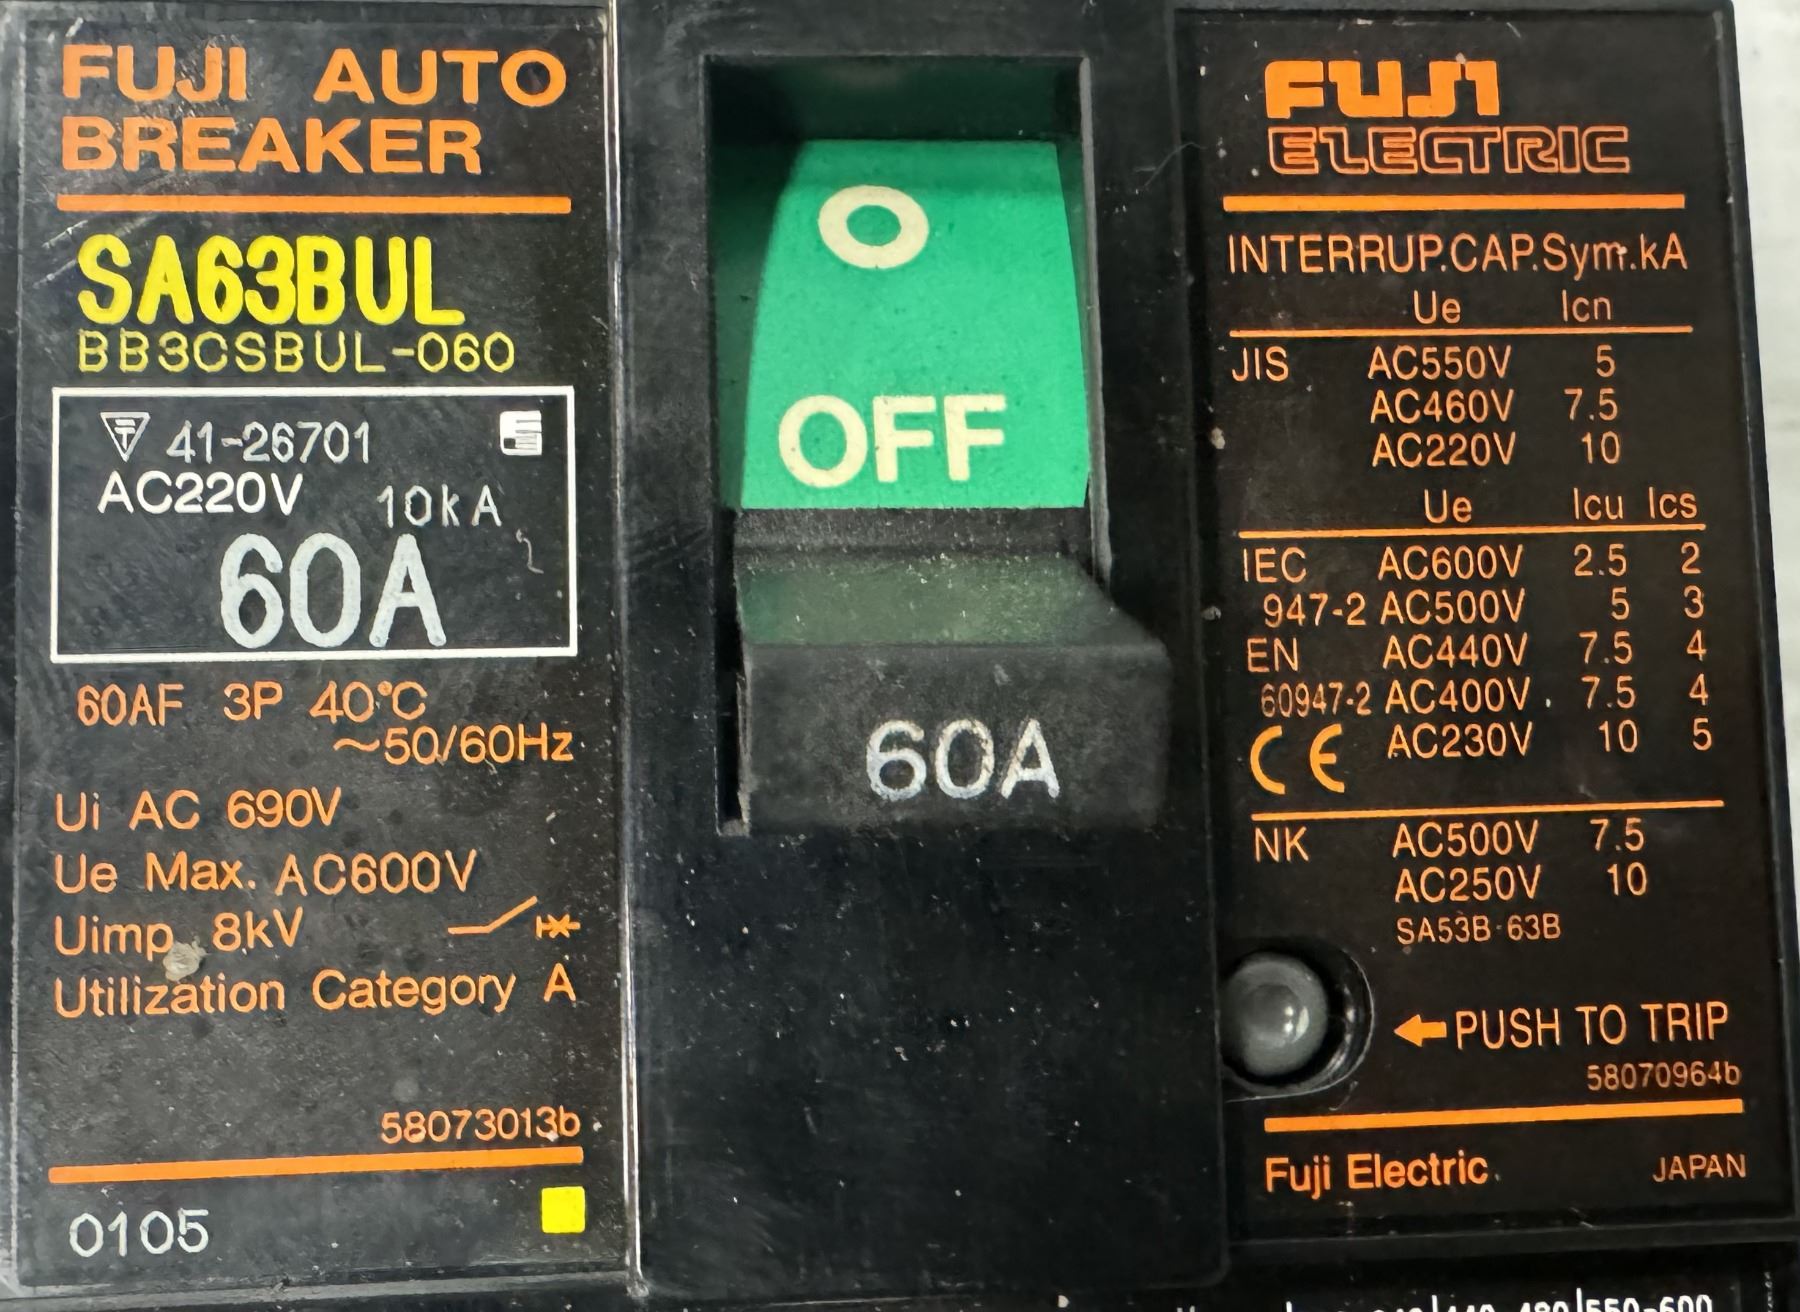 FUJI AUTO
BREAKER
SA63BUL
BB3CSBUL-060
41-26701
AC220V 10kA
60A
60AF 3P 40°C
~50/60Hz
Ui AC 690V
Ue Max. AC600V
Uimp 8kV
Utilization Category A
58073013b
0105
O
OFF
60A
FUJI
ELECTRIC
INTERRUP.CAP.Sym.kA
Ue Icn
JIS AC550V 5
AC460V 7.5
AC220V 10
Ue Icu Ics
IEC AC600V 2.5 2
947-2 AC500V 5 3
EN AC440V 7.5 4
60947-2 AC400V 7.5 4
CE AC230V 10 5
NK AC500V 7.5
AC250V 10
SA53B·63B
←PUSH TO TRIP
58070964b
Fuji Electric JAPAN
480|550-600